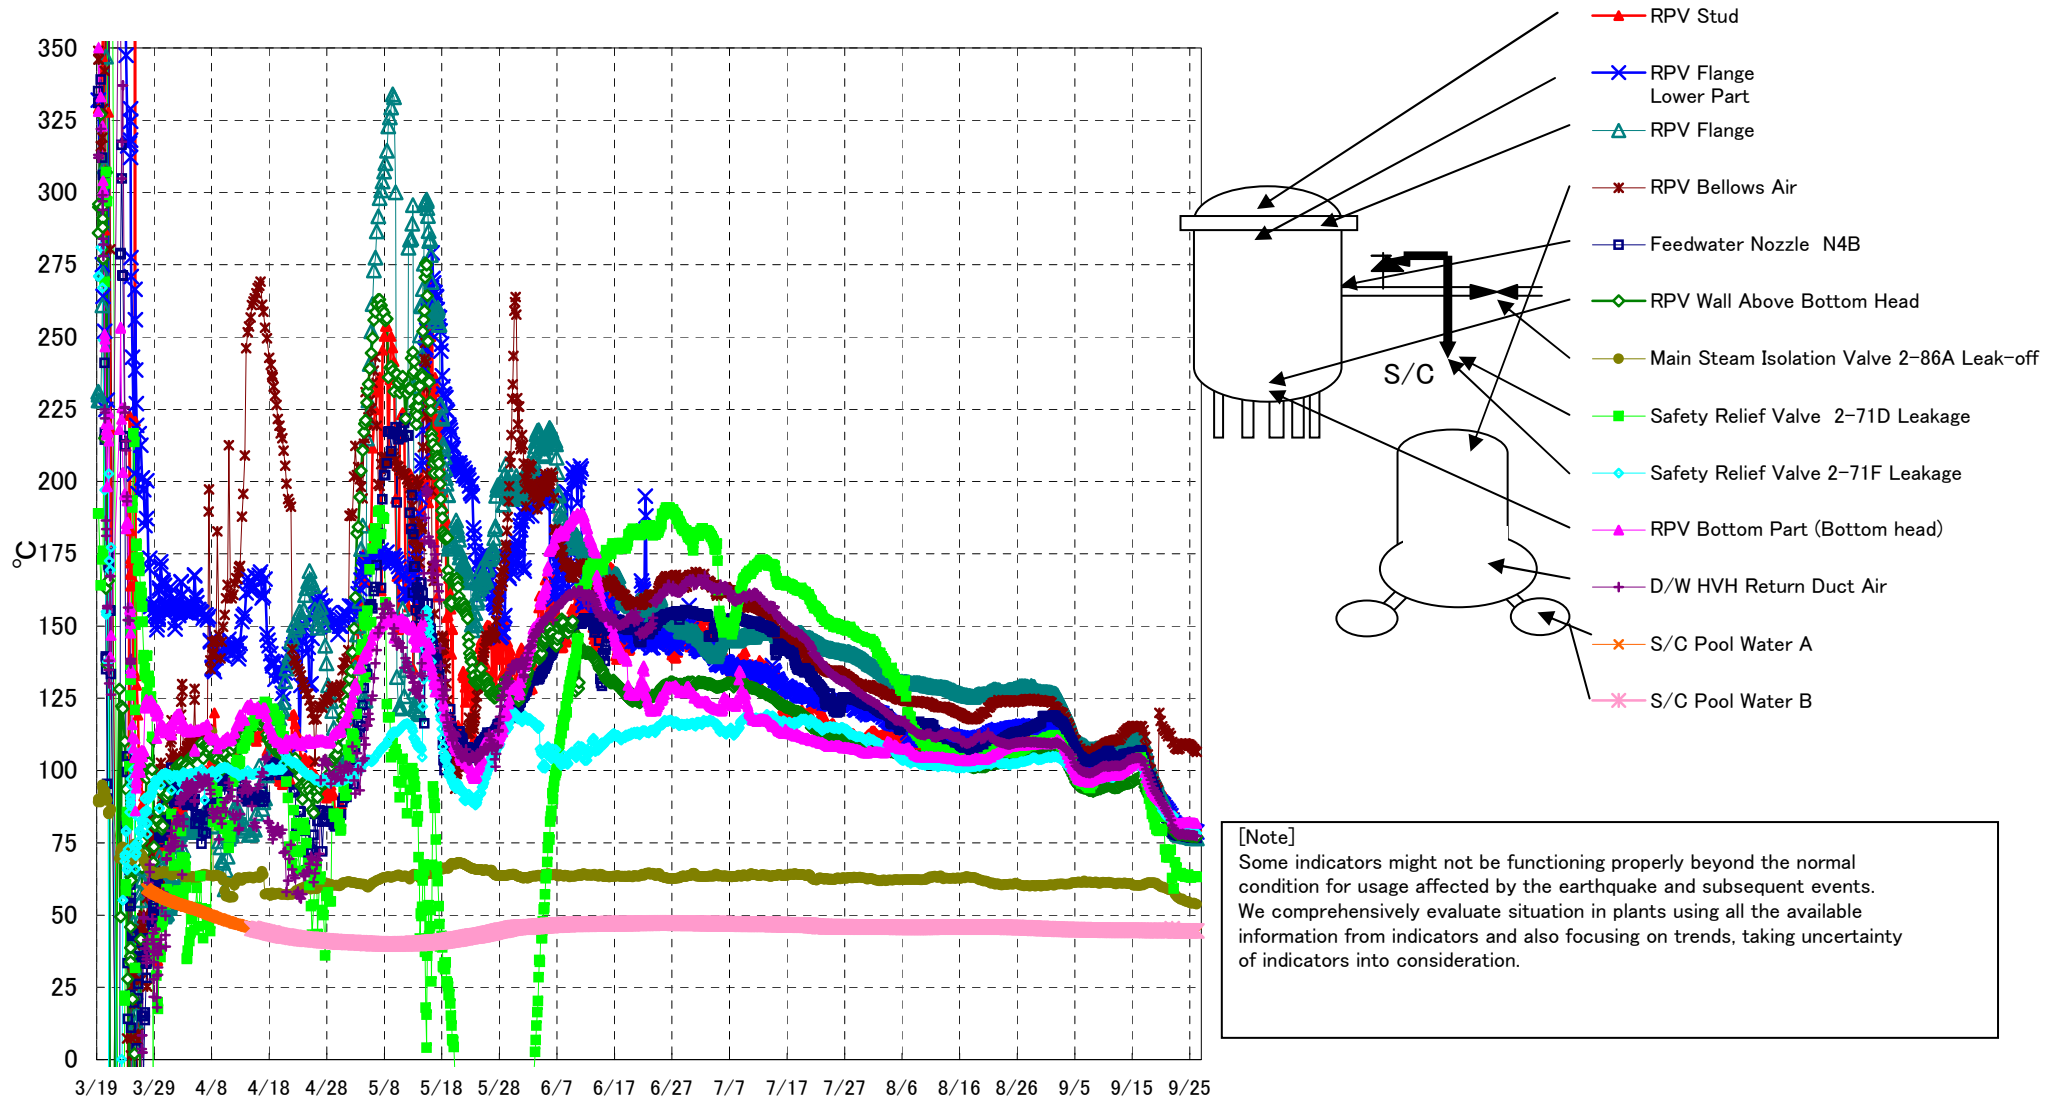 350
325
300
275
250
225
200
175
150
125
100
75
50
25
0
℃
3/19 3/29 4/8 4/18 4/28 5/8 5/18 5/28 6/7 6/17 6/27 7/7 7/17 7/27 8/6 8/16 8/26 9/5 9/15 9/25
RPV Stud
RPV Flange
Lower Part
RPV Flange
RPV Bellows Air
Feedwater Nozzle N4B
RPV Wall Above Bottom Head
Main Steam Isolation Valve 2-86A Leak-off
Safety Relief Valve 2-71D Leakage
Safety Relief Valve 2-71F Leakage
RPV Bottom Part (Bottom head)
D/W HVH Return Duct Air
S/C Pool Water A
S/C Pool Water B
S/C
[Note]
Some indicators might not be functioning properly beyond the normal
condition for usage affected by the earthquake and subsequent events.
We comprehensively evaluate situation in plants using all the available
information from indicators and also focusing on trends, taking uncertainty
of indicators into consideration.